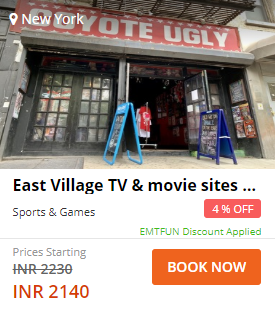 New York
COYOTE UGLY
East Village TV & movie sites ...
Sports & Games
4 % OFF
EMTFUN Discount Applied
Prices Starting
INR 2230
INR 2140
BOOK NOW